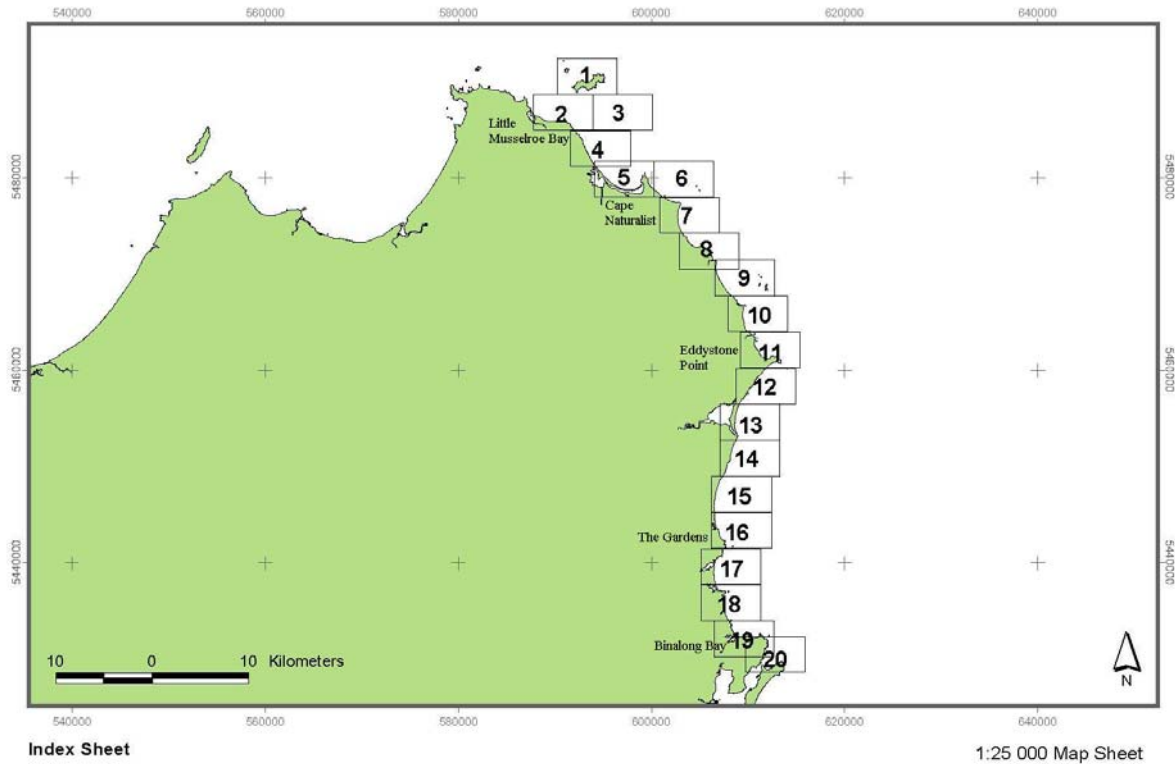 540000 560000 580000 600000 620000 640000
1
2 3
Little
Musselroe Bay
4
5480000 5 6 5480000
Cape
Naturalist
7
8
9
10
Eddystone
Point
11
5460000 5460000
12
13
14
15
The Gardens 16
5440000 17 5440000
18
Binalong Bay 19
20
10 0 10 Kilometers
N
540000 560000 580000 600000 620000 640000
Index Sheet
1:25 000 Map Sheet